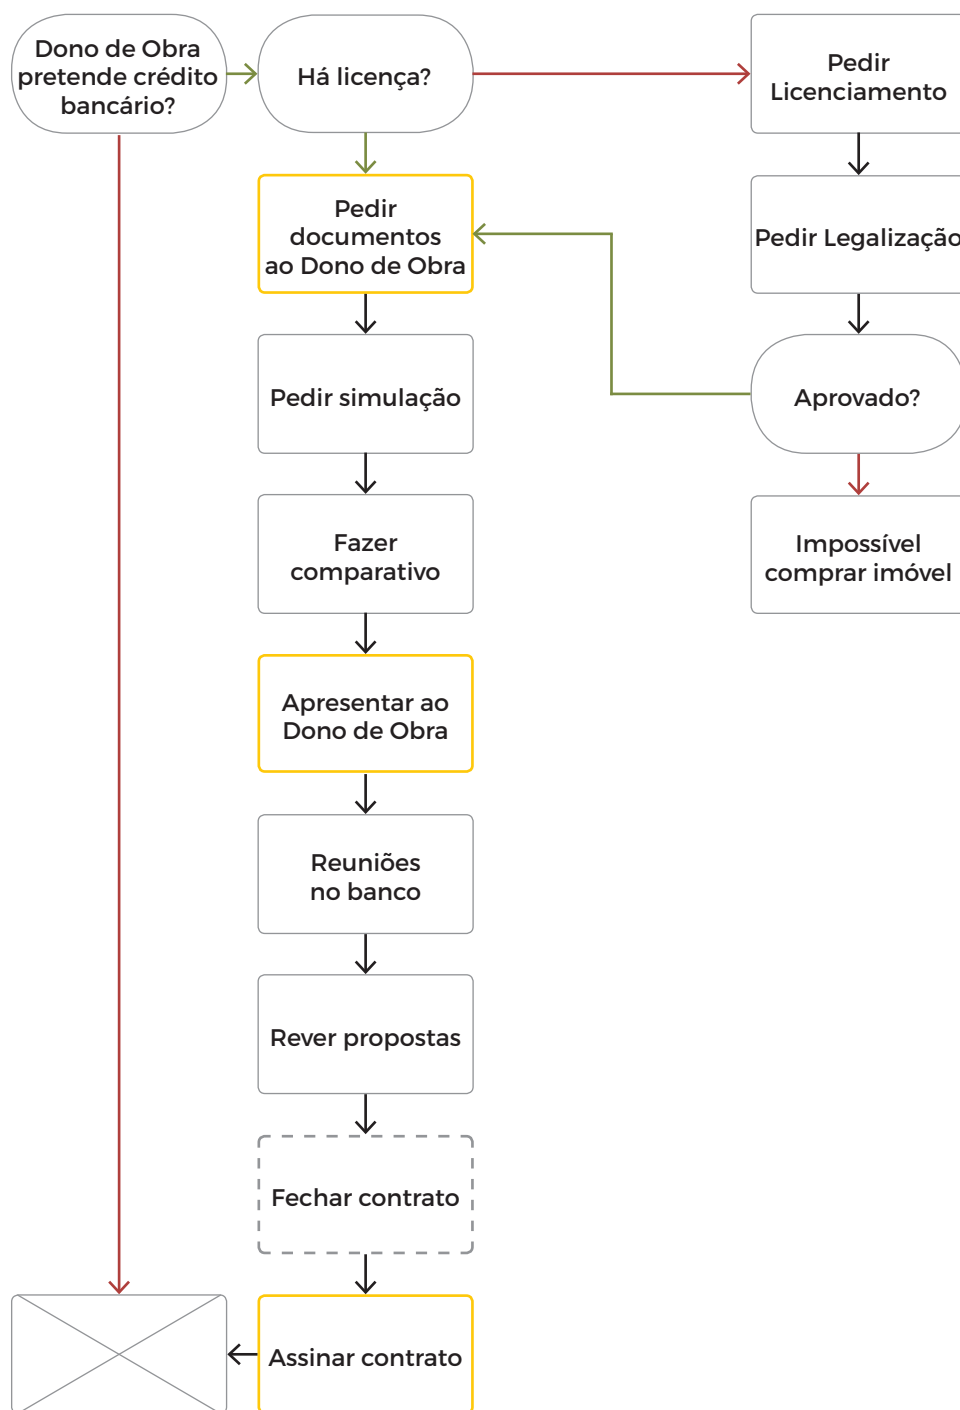 Dono de Obra
pretende crédito
bancário?
Há licença?
Pedir
Licenciamento
Pedir
documentos
ao Dono de Obra
Pedir Legalização
Pedir simulação
Aprovado?
Fazer
comparativo
Impossível
comprar imóvel
Apresentar ao
Dono de Obra
Reuniões
no banco
Rever propostas
Fechar contrato
Assinar contrato